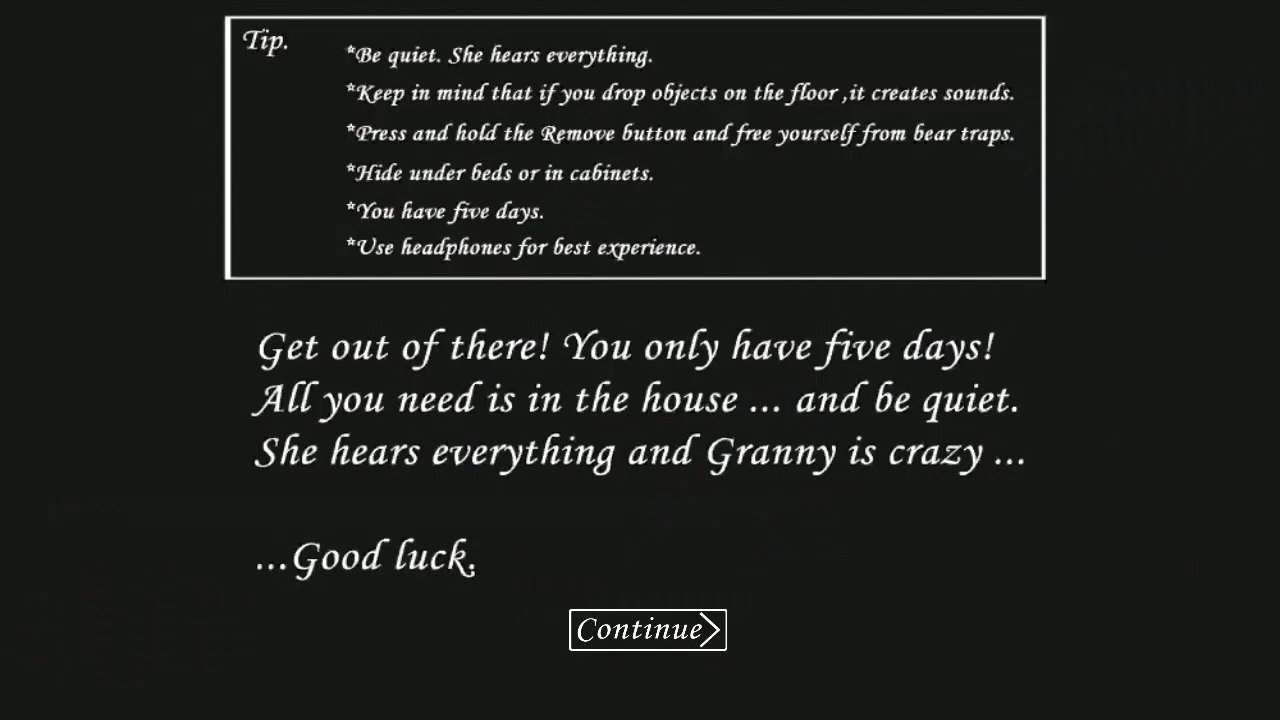 Tip.
*Be quiet. She hears everything.
*Keep in mind that if you drop objects on the floor ,it creates sounds.
*Press and hold the Remove button and free yourself from bear traps.
*Hide under beds or in cabinets.
*You have five days.
*Use headphones for best experience.
Get out of there! You only have five days!
All you need is in the house ... and be quiet.
She hears everything and Granny is crazy ...
...Good luck.
Continue